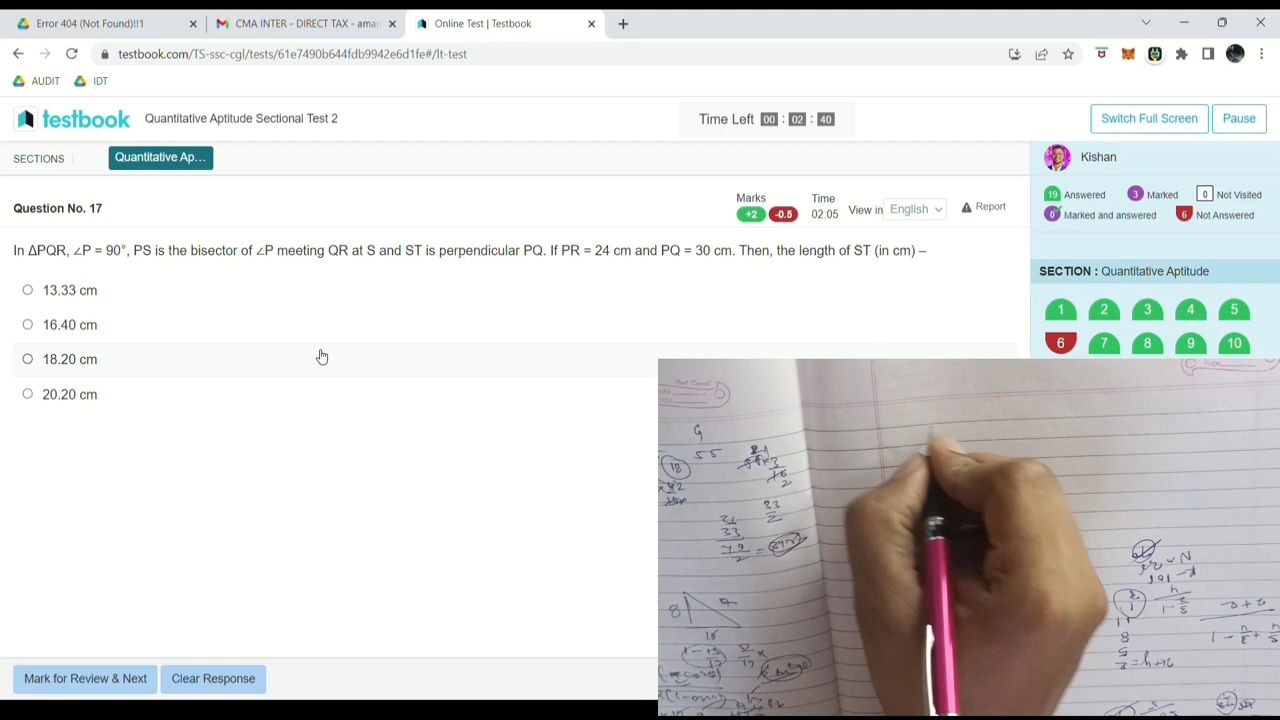 Error 404 (Not Found)!!1
CMA INTER - DIRECT TAX - amar
Online Test | Testbook
testbook.com/TS-ssc-cgl/tests/61e7490b644fdb9942e6d1fe#/lt-test
AUDIT
IDT
testbook
Quantitative Aptitude Sectional Test 2
Time Left 00 : 02 : 40
Switch Full Screen
Pause
SECTIONS
Quantitative Ap...
Kishan
19 Answered
3 Marked
0 Not Visited
0 Marked and answered
6 Not Answered
Question No. 17
Marks
+2 -0.5
Time
02:05
View in English
Report
In ΔPQR, ∠P = 90°, PS is the bisector of ∠P meeting QR at S and ST is perpendicular PQ. If PR = 24 cm and PQ = 30 cm. Then, the length of ST (in cm) –
13.33 cm
16.40 cm
18.20 cm
20.20 cm
SECTION : Quantitative Aptitude
1 2 3 4 5
6 7 8 9 10
55
18
33
2
8
Mark for Review & Next
Clear Response